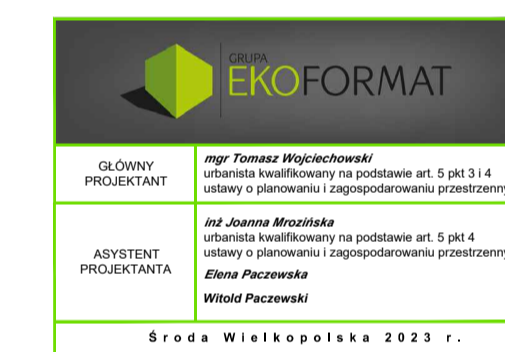 GRUPA
EKOFORMAT
GŁÓWNY
PROJEKTANT
mgr Tomasz Wojciechowski
urbanista kwalifikowany na podstawie art. 5 pkt 3 i 4
ustawy o planowaniu i zagospodarowaniu przestrzenny
ASYSTENT
PROJEKTANTA
inż Joanna Mrozińska
urbanista kwalifikowany na podstawie art. 5 pkt 4
ustawy o planowaniu i zagospodarowaniu przestrzenny
Elena Paczewska
Witold Paczewski
Środa Wielkopolska 2023 r.